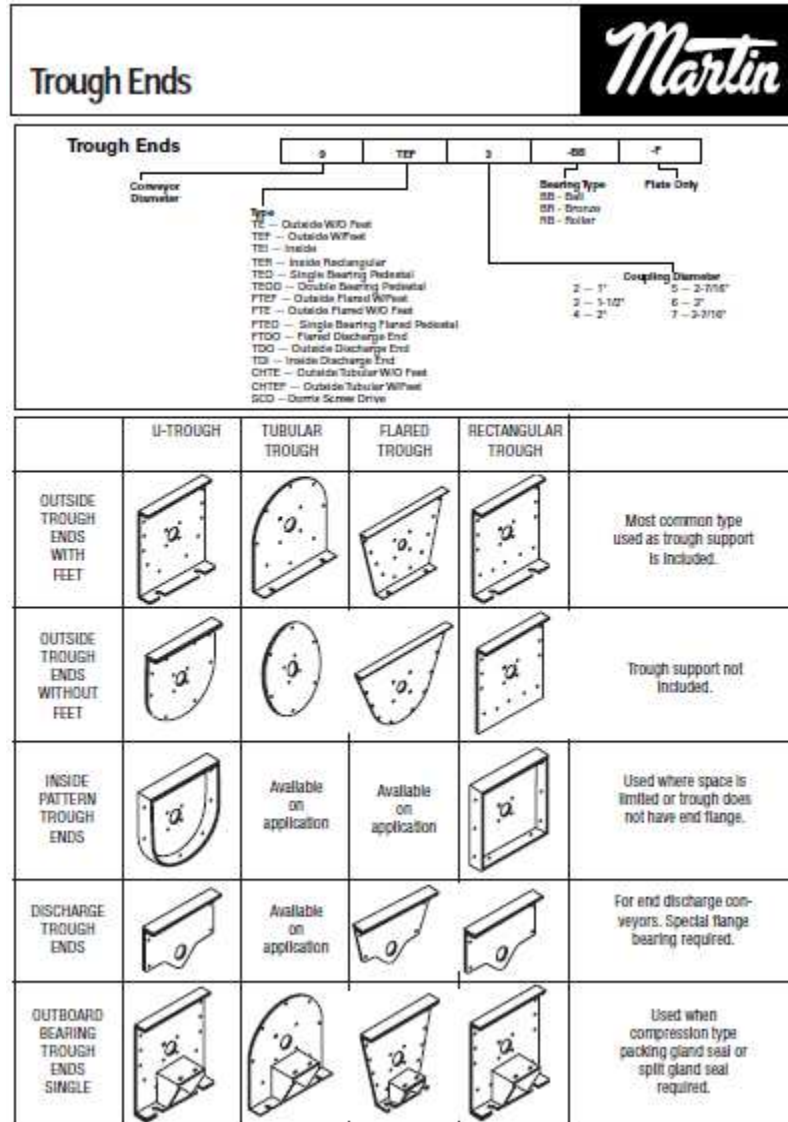 Trough Ends
Martin
Trough Ends
9 TEF 3 -BB -P
Conveyor
Diameter
Bearing Type
BB - Ball
BR - Bronze
RB - Roller
Plate Only
Type
TE — Outside W/O Feet
TEF — Outside W/Feet
TEI — Inside
TER — Inside Rectangular
TEO — Single Bearing Pedestal
TEOO — Double Bearing Pedestal
FTEF — Outside Flared W/Feet
FTE — Outside Flared W/O Feet
FTEO — Single Bearing Flared Pedestal
FTDO — Flared Discharge End
TDO — Outside Discharge End
TDI — Inside Discharge End
CHTE — Outside Tubular W/O Feet
CHTEF — Outside Tubular W/Feet
SCD — Screw Drive
Coupling Diameter
2 — 1" 5 — 2-7/16"
3 — 1-1/2" 6 — 3"
4 — 2" 7 — 3-7/16"
U-TROUGH
TUBULAR
TROUGH
FLARED
TROUGH
RECTANGULAR
TROUGH
OUTSIDE
TROUGH
ENDS
WITH
FEET
Most common type
used as trough support
is included.
OUTSIDE
TROUGH
ENDS
WITHOUT
FEET
Trough support not
included.
INSIDE
PATTERN
TROUGH
ENDS
Available
on
application
Available
on
application
Used where space is
limited or trough does
not have end flange.
DISCHARGE
TROUGH
ENDS
Available
on
application
For end discharge con-
veyors. Special flange
bearing required.
OUTBOARD
BEARING
TROUGH
ENDS
SINGLE
Used when
compression type
packing gland seal or
split gland seal
required.